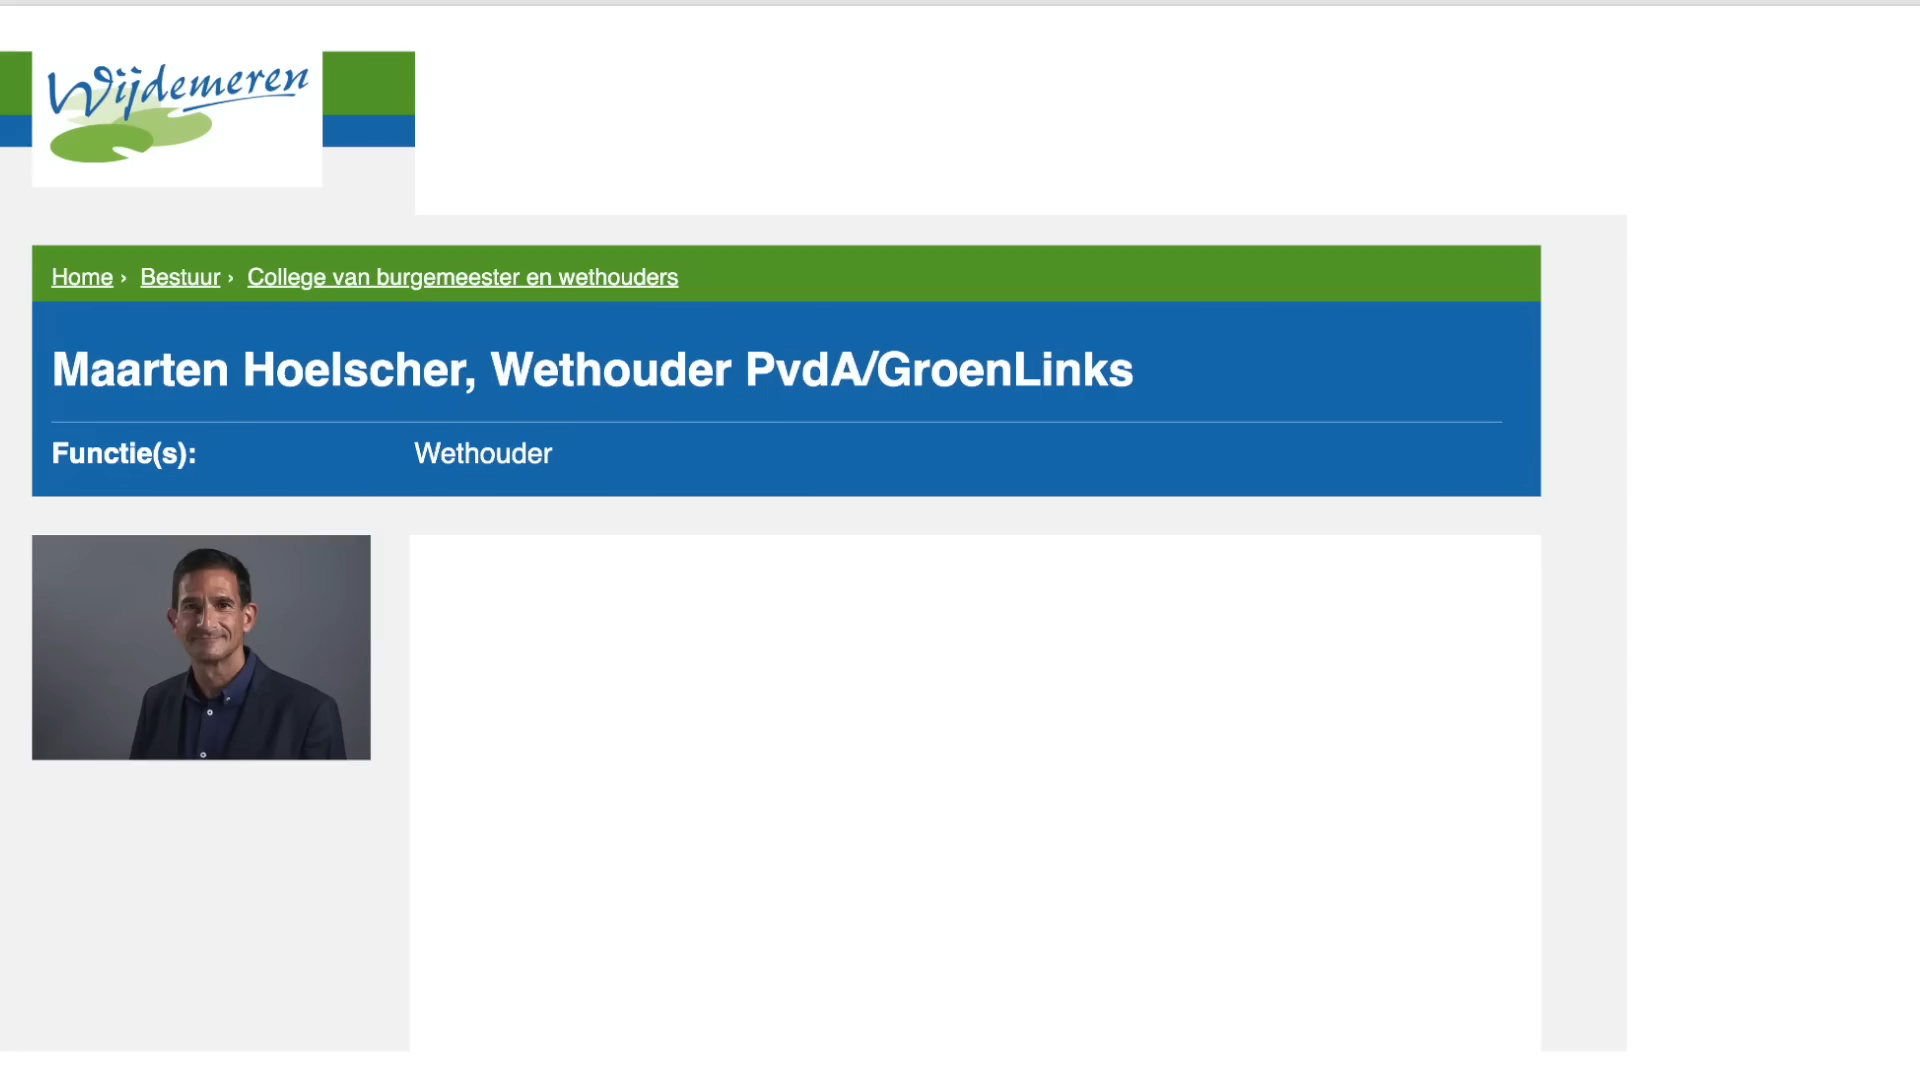 Wijdemeren
Home › Bestuur › College van burgemeester en wethouders
Maarten Hoelscher, Wethouder PvdA/GroenLinks
Functie(s): Wethouder